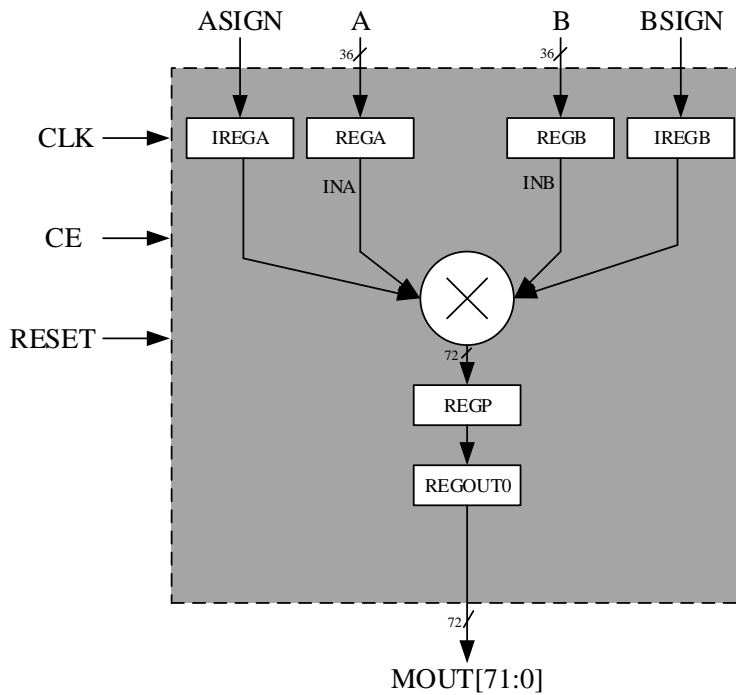 ASIGN A B BSIGN
36 36
CLK IREGA REGA REGB IREGB
INA INB
CE
RESET
72
REGP
REGOUT0
72
MOUT[71:0]